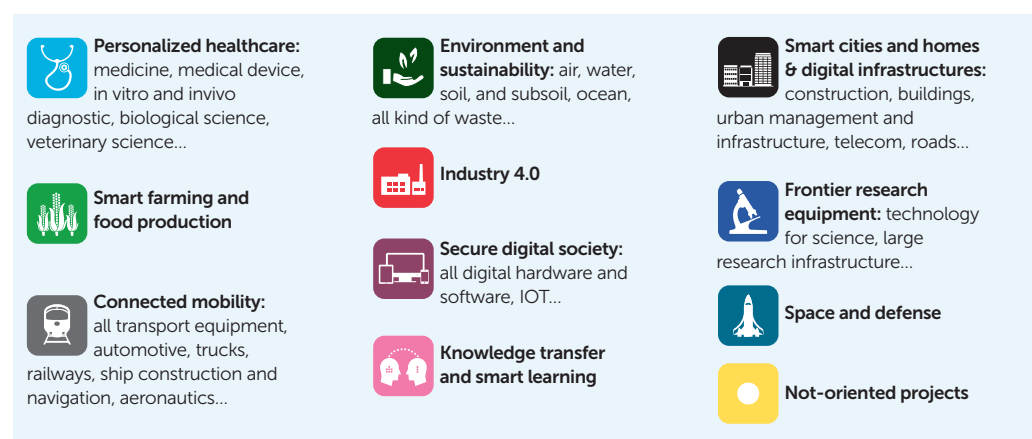 Personalized healthcare:
medicine, medical device,
in vitro and invivo
diagnostic, biological science,
veterinary science...
Smart farming and
food production
Connected mobility:
all transport equipment,
automotive, trucks,
railways, ship construction and
navigation, aeronautics...
Environment and
sustainability: air, water,
soil, and subsoil, ocean,
all kind of waste...
Industry 4.0
Secure digital society:
all digital hardware and
software, IOT...
Knowledge transfer
and smart learning
Smart cities and homes
& digital infrastructures:
construction, buildings,
urban management and
infrastructure, telecom, roads...
Frontier research
equipment: technology
for science, large
research infrastructure...
Space and defense
Not-oriented projects